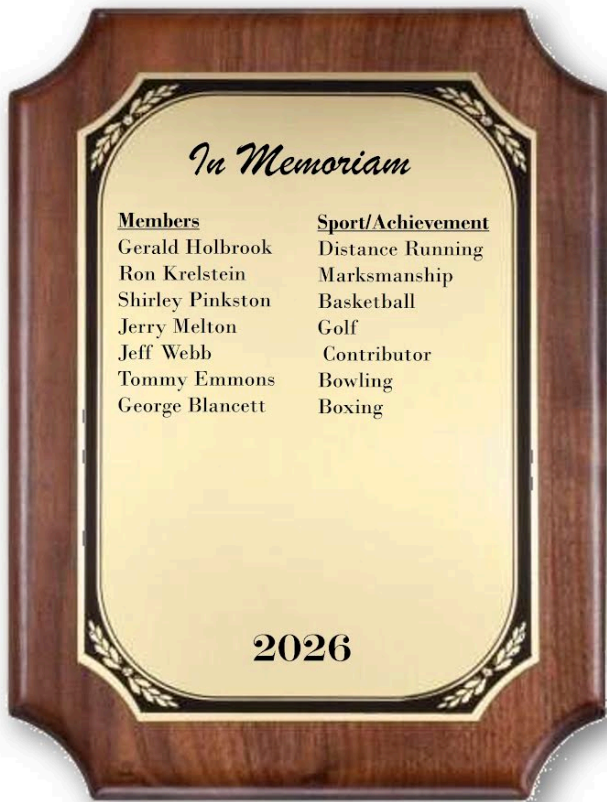 In Memoriam
Members Sport/Achievement
Gerald Holbrook Distance Running
Ron Krelstein Marksmanship
Shirley Pinkston Basketball
Jerry Melton Golf
Jeff Webb Contributor
Tommy Emmons Bowling
George Blancett Boxing
2026